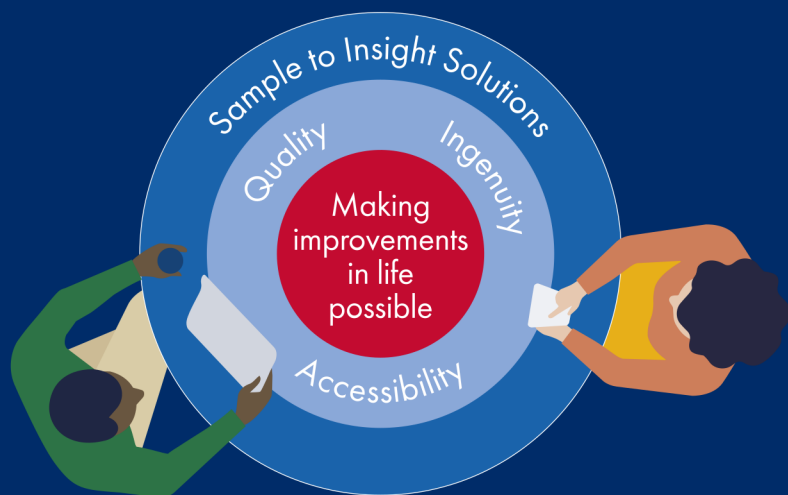 Sample to Insight Solutions
Quality
Ingenuity
Making
improvements
in life
possible
Accessibility